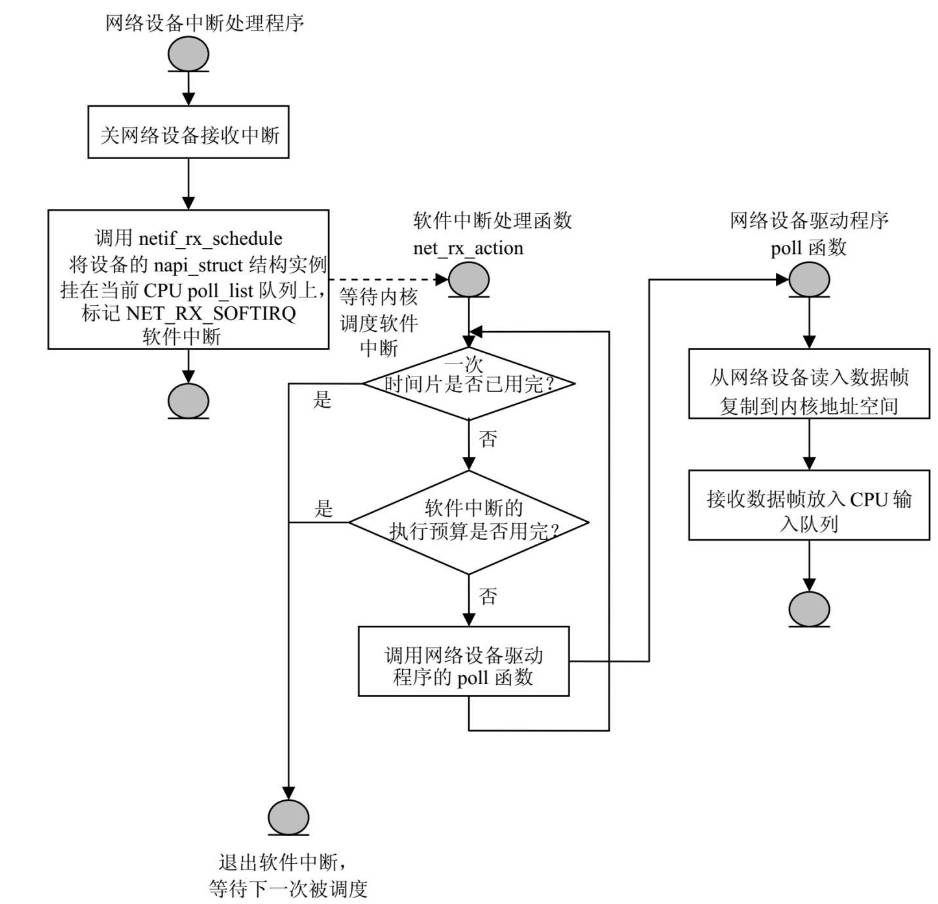 网络设备中断处理程序
关网络设备接收中断
调用 netif_rx_schedule
将设备的 napi_struct 结构实例
挂在当前 CPU poll_list 队列上，
标记 NET_RX_SOFTIRQ
软件中断
等待内核
调度软件
中断
软件中断处理函数
net_rx_action
一次
时间片是否已用完？
是
否
软件中断的
执行预算是否用完？
是
否
调用网络设备驱动
程序的 poll 函数
网络设备驱动程序
poll 函数
从网络设备读入数据帧
复制到内核地址空间
接收数据帧放入 CPU 输
入队列
退出软件中断，
等待下一次被调度